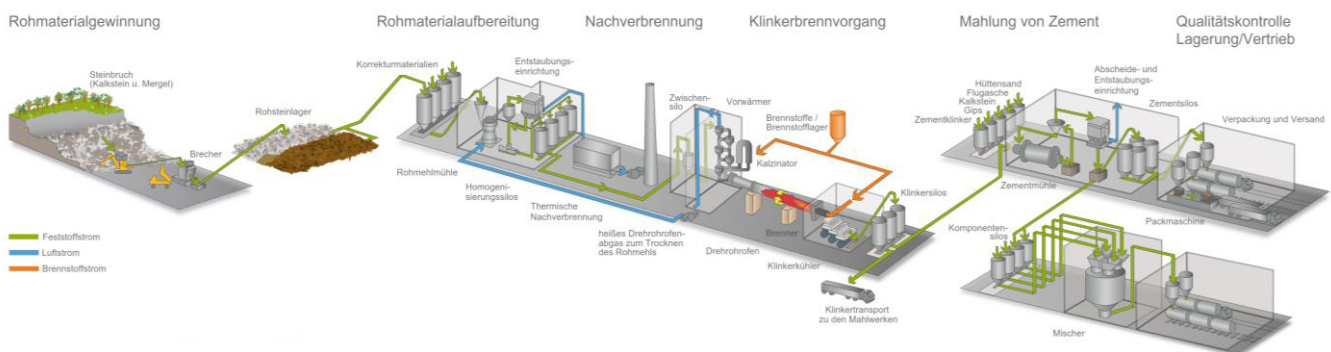 Rohmaterialgewinnung
Steinbruch
(Kalkstein u. Mergel)
Rohsteinlager
Brecher
Feststoffstrom
Luftstrom
Brennstoffstrom
Rohmaterialaufbereitung
Korrekturmaterialien
Entstaubungs-
einrichtung
Rohmehlmühle
Homogeni-
sierungssilos
Nachverbrennung
Thermische
Nachverbrennung
Zwischen-
silo
heißes Drehrohrofen-
abgas zum Trocknen
des Rohmehls
Klinkerbrennvorgang
Vorwärmer
Brennstoffe /
Brennstofflager
Kalzinator
Klinkersilos
Brenner
Drehrohrofen
Klinkerkühler
Klinkertransport
zu den Mahlwerken
Mahlung von Zement
Hüttensand
Flugasche
Kalkstein
Gips
Zementklinker
Abscheide- und
Entstaubungs-
einrichtung
Zementsilos
Zementmühle
Komponenten-
silos
Mischer
Qualitätskontrolle
Lagerung/Vertrieb
Verpackung und Versand
Packmaschine